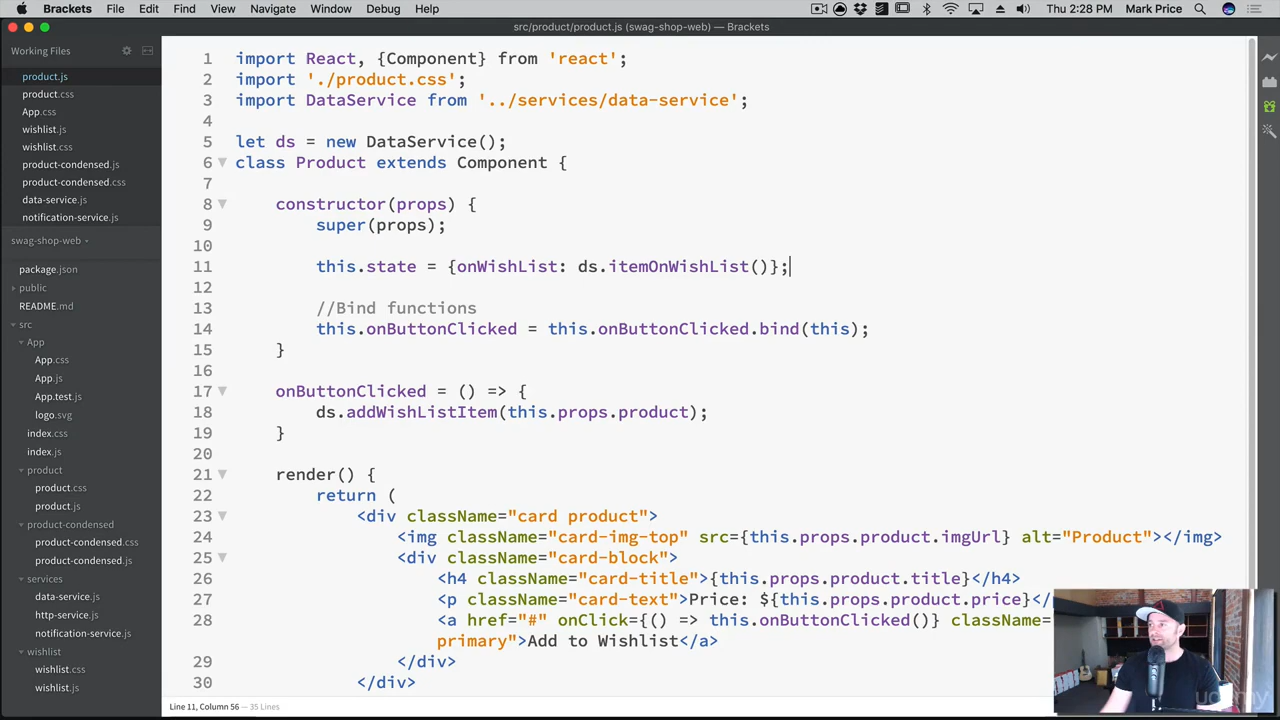 Brackets File Edit Find View Navigate Window Debug Help Thu 2:28 PM Mark Price
src/product/product.js (swag-shop-web) — Brackets
Working Files
product.js
product.css
App.css
wishlist.js
wishlist.css
product-condensed.js
product-condensed.css
data-service.js
notification-service.js
swag-shop-web
package.json
public
README.md
src
App
App.css
App.js
App.test.js
logo.svg
index.css
index.js
product
product.css
product.js
product-condensed
product-condensed.css
product-condensed.js
services
data-service.js
http-service.js
notification-service.js
wishlist
wishlist.css
wishlist.js
1 import React, {Component} from 'react';
2 import './product.css';
3 import DataService from '../services/data-service';
4
5 let ds = new DataService();
6 class Product extends Component {
7
8 constructor(props) {
9 super(props);
10
11 this.state = {onWishList: ds.itemOnWishList()};
12
13 //Bind functions
14 this.onButtonClicked = this.onButtonClicked.bind(this);
15 }
16
17 onButtonClicked = () => {
18 ds.addWishListItem(this.props.product);
19 }
20
21 render() {
22 return (
23 <div className="card product">
24 <img className="card-img-top" src={this.props.product.imgUrl} alt="Product"></img>
25 <div className="card-block">
26 <h4 className="card-title">{this.props.product.title}</h4>
27 <p className="card-text">Price: ${this.props.product.price}</
28 <a href="#" onClick={() => this.onButtonClicked()} className=
primary">Add to Wishlist</a>
29 </div>
30 </div>
Line 11, Column 56 — 35 Lines
udemy